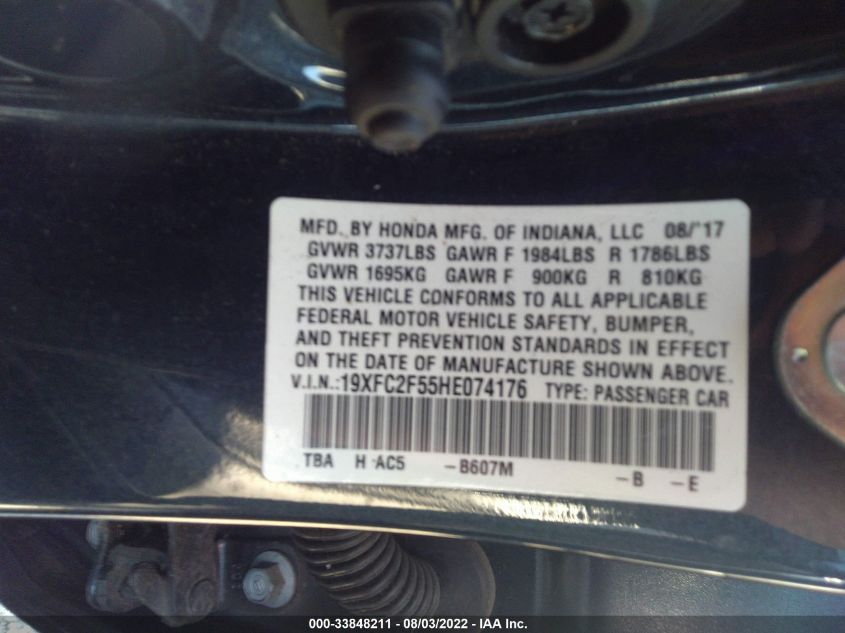 MFD. BY HONDA MFG. OF INDIANA, LLC 08/'17
GVWR 3737LBS GAWR F 1984LBS R 1786LBS
GVWR 1695KG GAWR F 900KG R 810KG
THIS VEHICLE CONFORMS TO ALL APPLICABLE
FEDERAL MOTOR VEHICLE SAFETY, BUMPER,
AND THEFT PREVENTION STANDARDS IN EFFECT
ON THE DATE OF MANUFACTURE SHOWN ABOVE.
V.I.N.:19XFC2F55HE074176 TYPE: PASSENGER CAR
TBA H AC5 -B607M -B -E
000-33848211 - 08/03/2022 - IAA Inc.